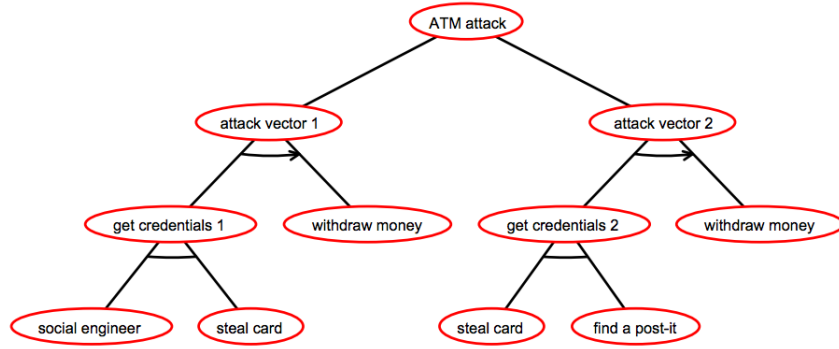 ATM attack
attack vector 1
attack vector 2
get credentials 1
withdraw money
get credentials 2
withdraw money
social engineer
steal card
steal card
find a post-it